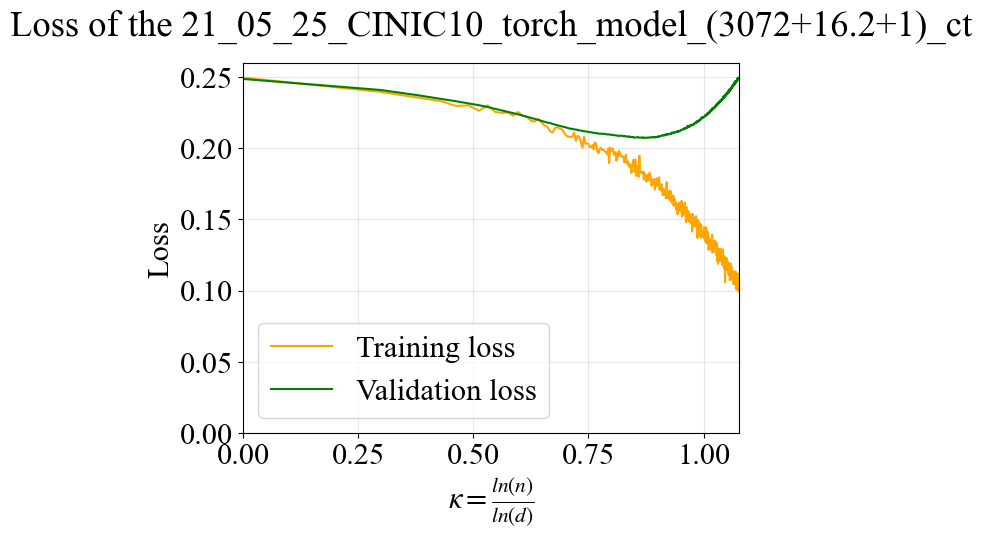 Loss of the 21_05_25_CINIC10_torch_model_(3072+16.2+1)_ct
0.25
0.20
0.15
0.10
0.05
0.00
Loss
Training loss
Validation loss
0.00 0.25 0.50 0.75 1.00
κ = ln(n) / ln(d)